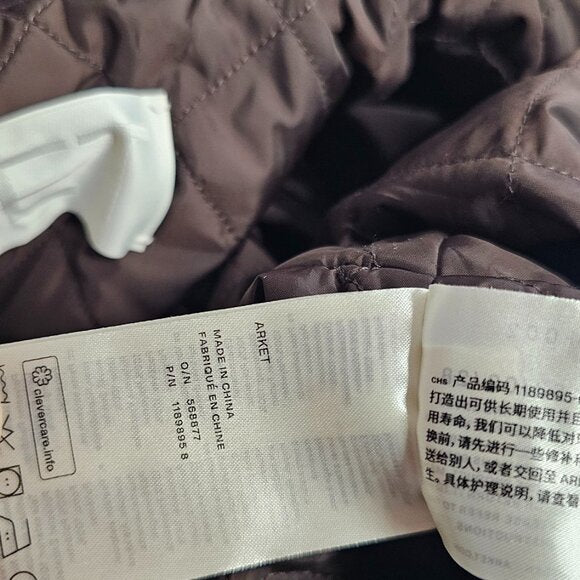 ARKET
MADE IN CHINA
FABRIQUÉ EN CHINE
O/N 568877
P/N 1189895 8
clevercare.info
CHS 产品编码 1189895-
打造出可供长期使用并且
用寿命，我们可以降低对
换前，请先进行一些修补
送给别人，或者交回至 AR
生。具体护理说明，请查看